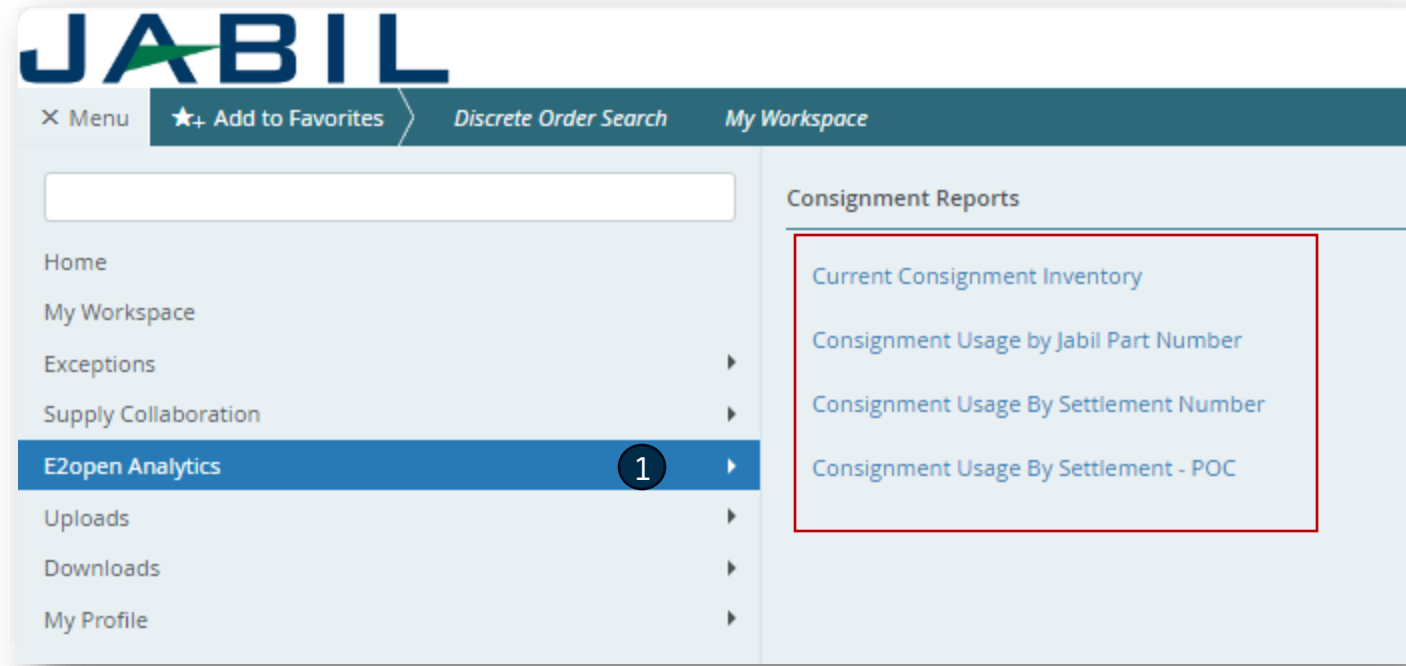 JABIL
× Menu
★+ Add to Favorites
Discrete Order Search
My Workspace
Home
My Workspace
Exceptions
Supply Collaboration
E2open Analytics
1
Uploads
Downloads
My Profile
Consignment Reports
Current Consignment Inventory
Consignment Usage by Jabil Part Number
Consignment Usage By Settlement Number
Consignment Usage By Settlement - POC